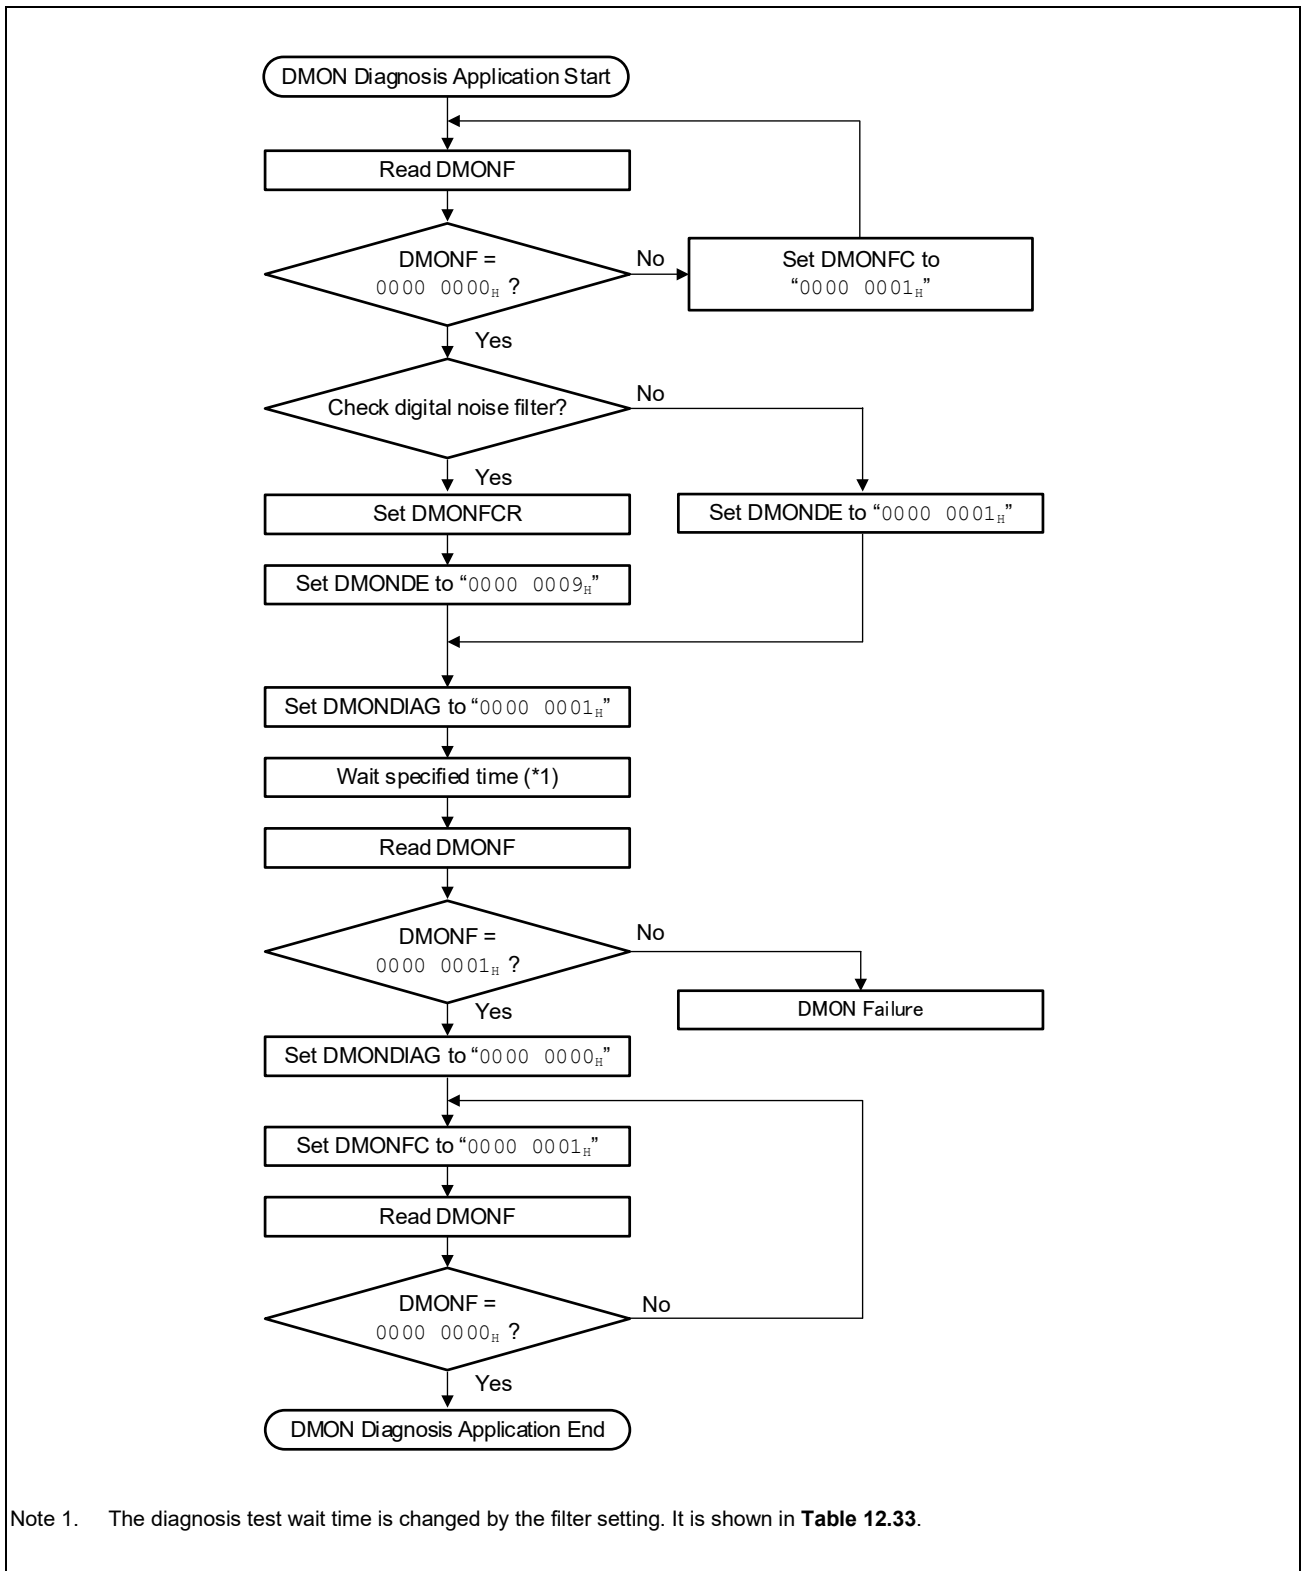 DMON Diagnosis Application Start
Read DMONF
DMONF =
0000 0000H ?
No
Set DMONFC to
“0000 0001H”
Yes
Check digital noise filter?
No
Yes
Set DMONFCR
Set DMONDE to “0000 0001H”
Set DMONDE to “0000 0009H”
Set DMONDIAG to “0000 0001H”
Wait specified time (*1)
Read DMONF
DMONF =
0000 0001H ?
No
DMON Failure
Yes
Set DMONDIAG to “0000 0000H”
Set DMONFC to “0000 0001H”
Read DMONF
DMONF =
0000 0000H ?
No
Yes
DMON Diagnosis Application End
Note 1. The diagnosis test wait time is changed by the filter setting. It is shown in Table 12.33.